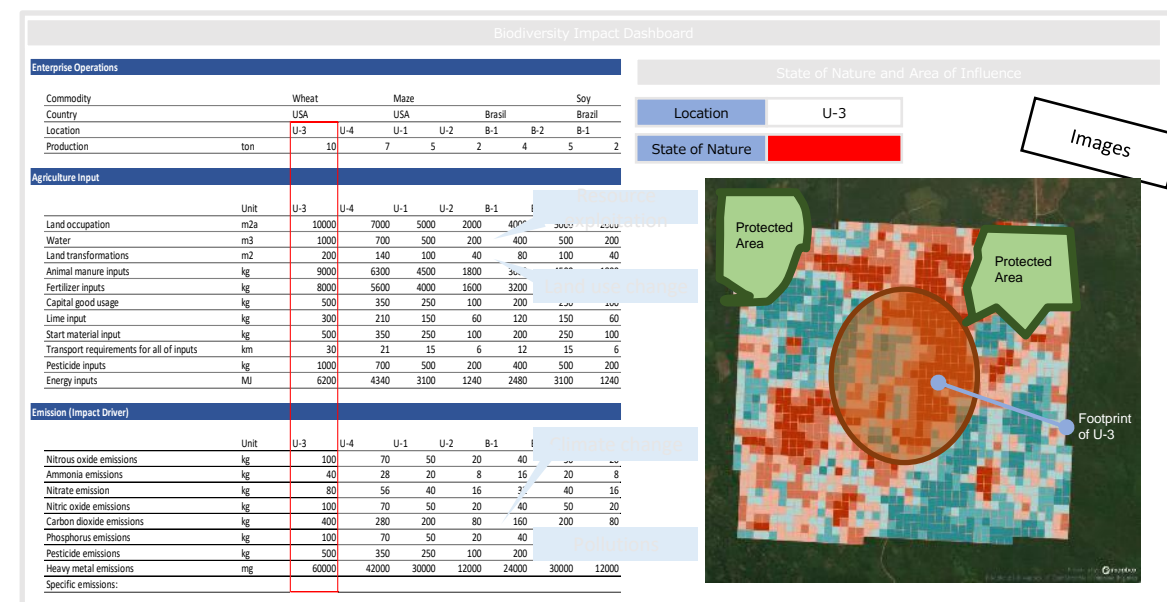 Biodiversity Impact Dashboard
Enterprise Operations
Commodity Wheat Maze Soy
Country USA USA Brasil Brazil
Location U-3 U-4 U-1 U-2 B-1 B-2 B-1
Production ton 10 7 5 2 4 5 2
Agriculture Input
Unit U-3 U-4 U-1 U-2 B-1
Land occupation m2a 10000 7000 5000 2000
Water m3 1000 700 500 200 400 500 200
Land transformations m2 200 140 100 40 80 100 40
Animal manure inputs kg 9000 6300 4500 1800
Fertilizer inputs kg 8000 5600 4000 1600 3200
Capital good usage kg 500 350 250 100 200 250 100
Lime input kg 300 210 150 60 120 150 60
Start material input kg 500 350 250 100 200 250 100
Transport requirements for all of inputs km 30 21 15 6 12 15 6
Pesticide inputs kg 1000 700 500 200 400 500 200
Energy inputs MJ 6200 4340 3100 1240 2480 3100 1240
Emission (Impact Driver)
Unit U-3 U-4 U-1 U-2 B-1
Nitrous oxide emissions kg 100 70 50 20 40
Ammonia emissions kg 40 28 20 8 16 20 8
Nitrate emission kg 80 56 40 16 40 16
Nitric oxide emissions kg 100 70 50 20 40 50 20
Carbon dioxide emissions kg 400 280 200 80 160 200 80
Phosphorus emissions kg 100 70 50 20 40
Pesticide emissions kg 500 350 250 100 200
Heavy metal emissions mg 60000 42000 30000 12000 24000 30000 12000
Specific emissions:
State of Nature and Area of Influence
Location U-3
State of Nature
Images
Protected
Area
Protected
Area
Footprint
of U-3